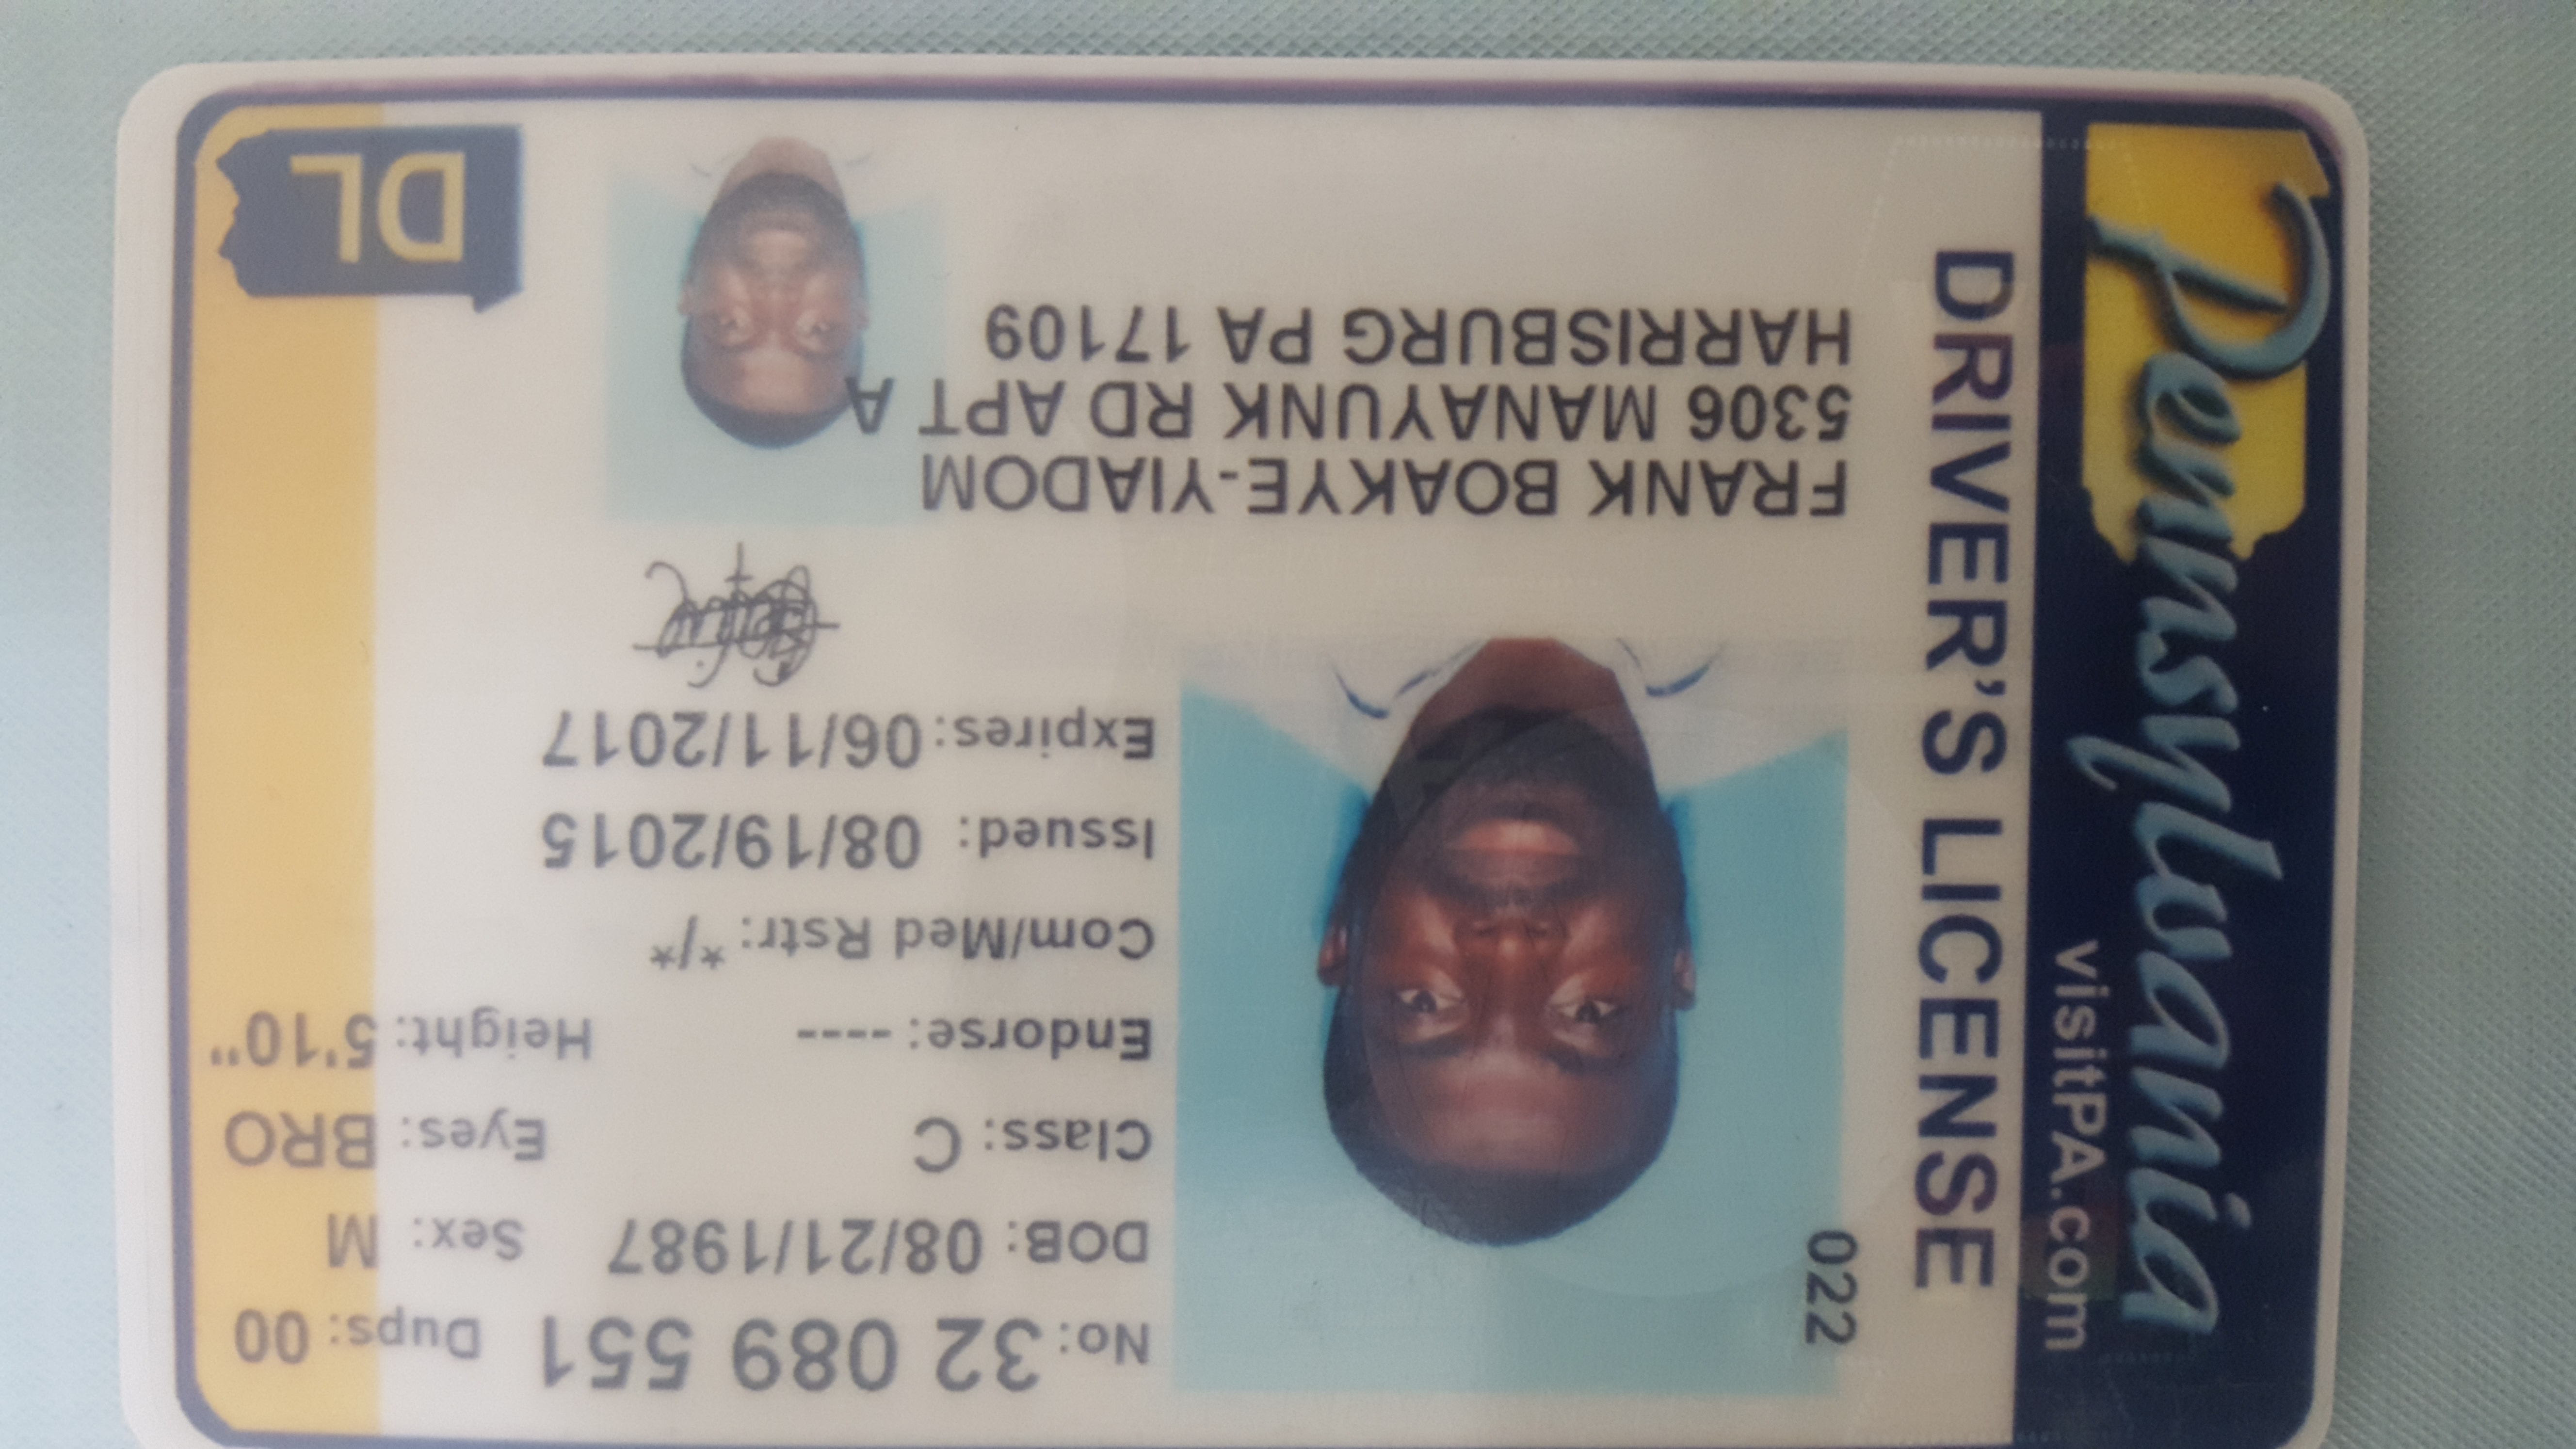 Pennsylvania
visitPA.com
DRIVER'S LICENSE
022
No: 32 089 551 Dups: 00
DOB: 08/21/1987 Sex: M
Class: C Eyes: BRO
Endorse: ---- Height: 5'10"
Com/Med Rstr: */*
Issued: 08/19/2015
Expires: 06/11/2017
FRANK BOAKYE-YIADOM
5306 MANAYUNK RD APT A
HARRISBURG PA 17109
DL